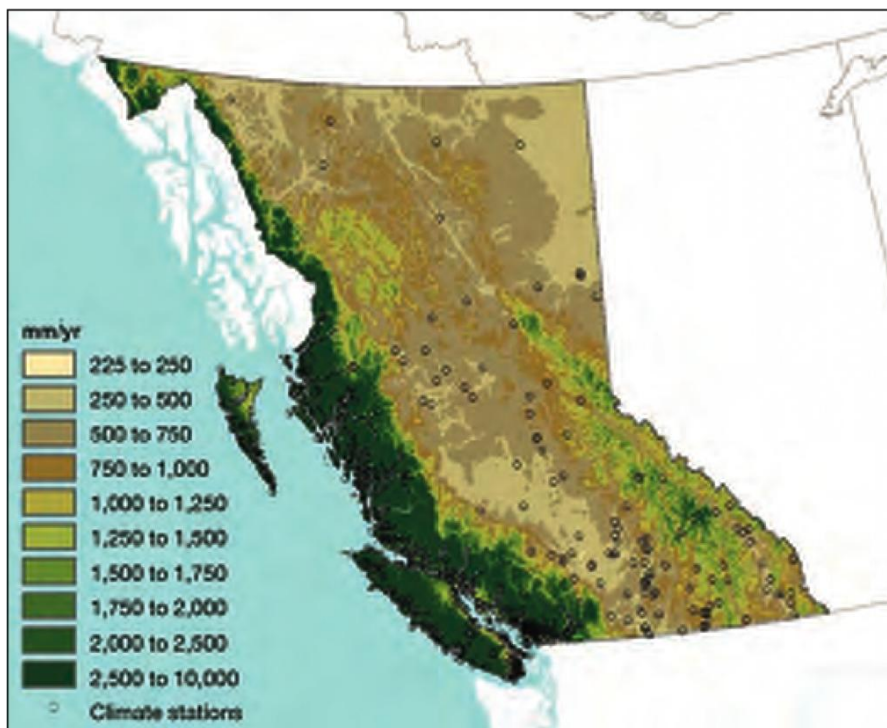 mm/yr
225 to 250
250 to 500
500 to 750
750 to 1,000
1,000 to 1,250
1,250 to 1,500
1,500 to 1,750
1,750 to 2,000
2,000 to 2,500
2,500 to 10,000
Climate stations